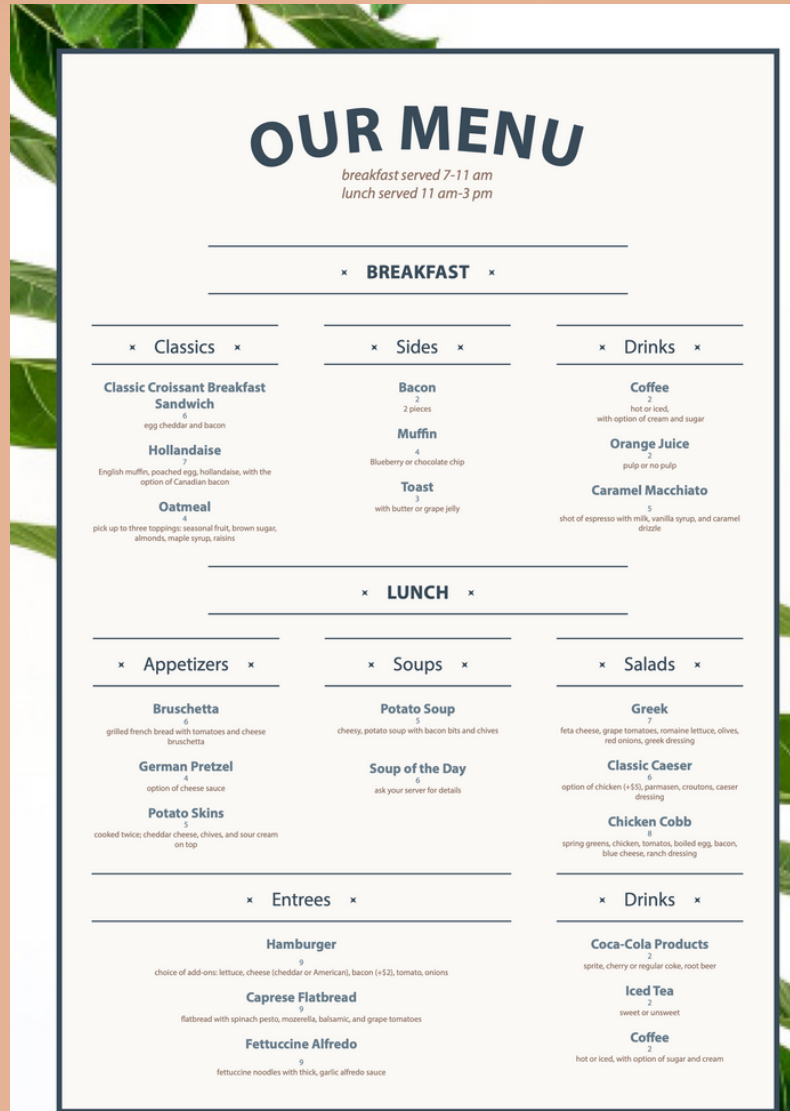 OUR MENU
breakfast served 7-11 am
lunch served 11 am-3 pm
BREAKFAST
Classics
Classic Croissant Breakfast
Sandwich
6
egg cheddar and bacon
Hollandaise
7
English muffin, poached egg, hollandaise, with the
option of Canadian bacon
Oatmeal
4
pick up to three toppings: seasonal fruit, brown sugar,
almonds, maple syrup, raisins
Sides
Bacon
2
2 pieces
Muffin
4
Blueberry or chocolate chip
Toast
3
with butter or grape jelly
Drinks
Coffee
2
hot or iced,
with option of cream and sugar
Orange Juice
2
pulp or no pulp
Caramel Macchiato
5
shot of espresso with milk, vanilla syrup, and caramel
drizzle
LUNCH
Appetizers
Bruschetta
6
grilled french bread with tomatoes and cheese
bruschetta
German Pretzel
4
option of cheese sauce
Potato Skins
5
cooked twice; cheddar cheese, chives, and sour cream
on top
Soups
Potato Soup
5
cheesy, potato soup with bacon bits and chives
Soup of the Day
6
ask your server for details
Salads
Greek
7
feta cheese, grape tomatoes, romaine lettuce, olives,
red onions, greek dressing
Classic Caeser
6
option of chicken (+$5), parmasen, croutons, caeser
dressing
Chicken Cobb
8
spring greens, chicken, tomatos, boiled egg, bacon,
blue cheese, ranch dressing
Entrees
Hamburger
9
choice of add-ons: lettuce, cheese (cheddar or American), bacon (+$2), tomato, onions
Caprese Flatbread
9
flatbread with spinach pesto, mozerella, balsamic, and grape tomatoes
Fettuccine Alfredo
9
fettuccine noodles with thick, garlic alfredo sauce
Drinks
Coca-Cola Products
2
sprite, cherry or regular coke, root beer
Iced Tea
2
sweet or unsweet
Coffee
2
hot or iced, with option of sugar and cream